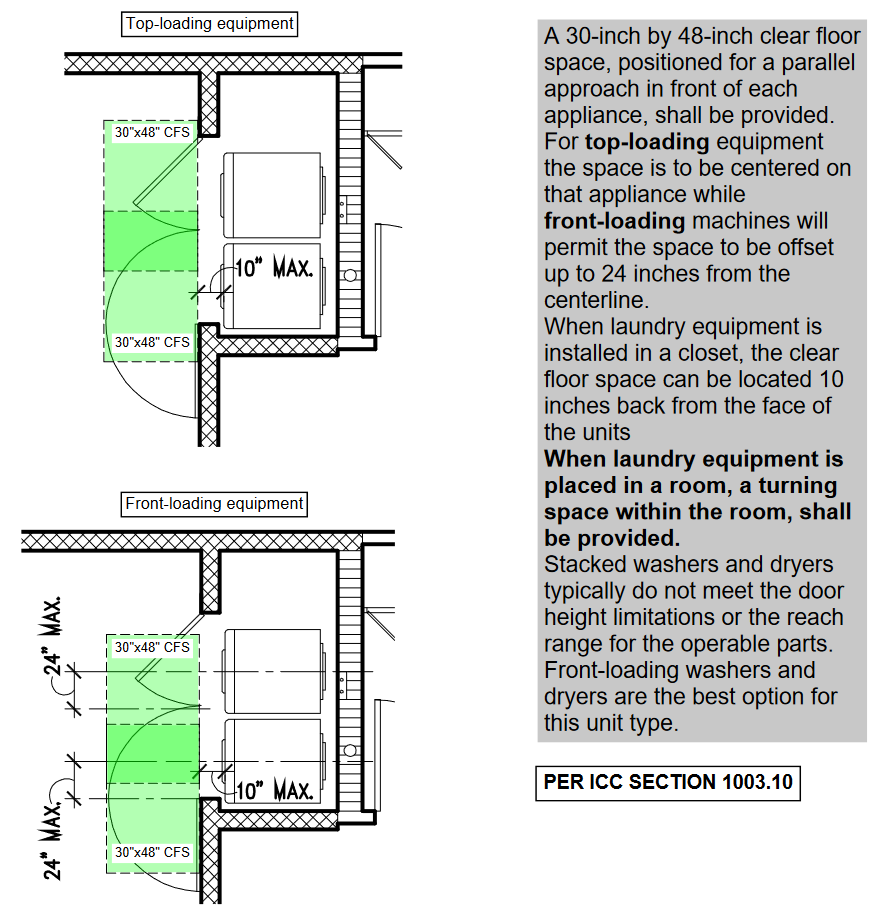 Top-loading equipment
30"x48" CFS
10" MAX.
30"x48" CFS
Front-loading equipment
24" MAX.
30"x48" CFS
10" MAX.
24" MAX.
30"x48" CFS
A 30-inch by 48-inch clear floor
space, positioned for a parallel
approach in front of each
appliance, shall be provided.
For top-loading equipment
the space is to be centered on
that appliance while
front-loading machines will
permit the space to be offset
up to 24 inches from the
centerline.
When laundry equipment is
installed in a closet, the clear
floor space can be located 10
inches back from the face of
the units
When laundry equipment is
placed in a room, a turning
space within the room, shall
be provided.
Stacked washers and dryers
typically do not meet the door
height limitations or the reach
range for the operable parts.
Front-loading washers and
dryers are the best option for
this unit type.
PER ICC SECTION 1003.10